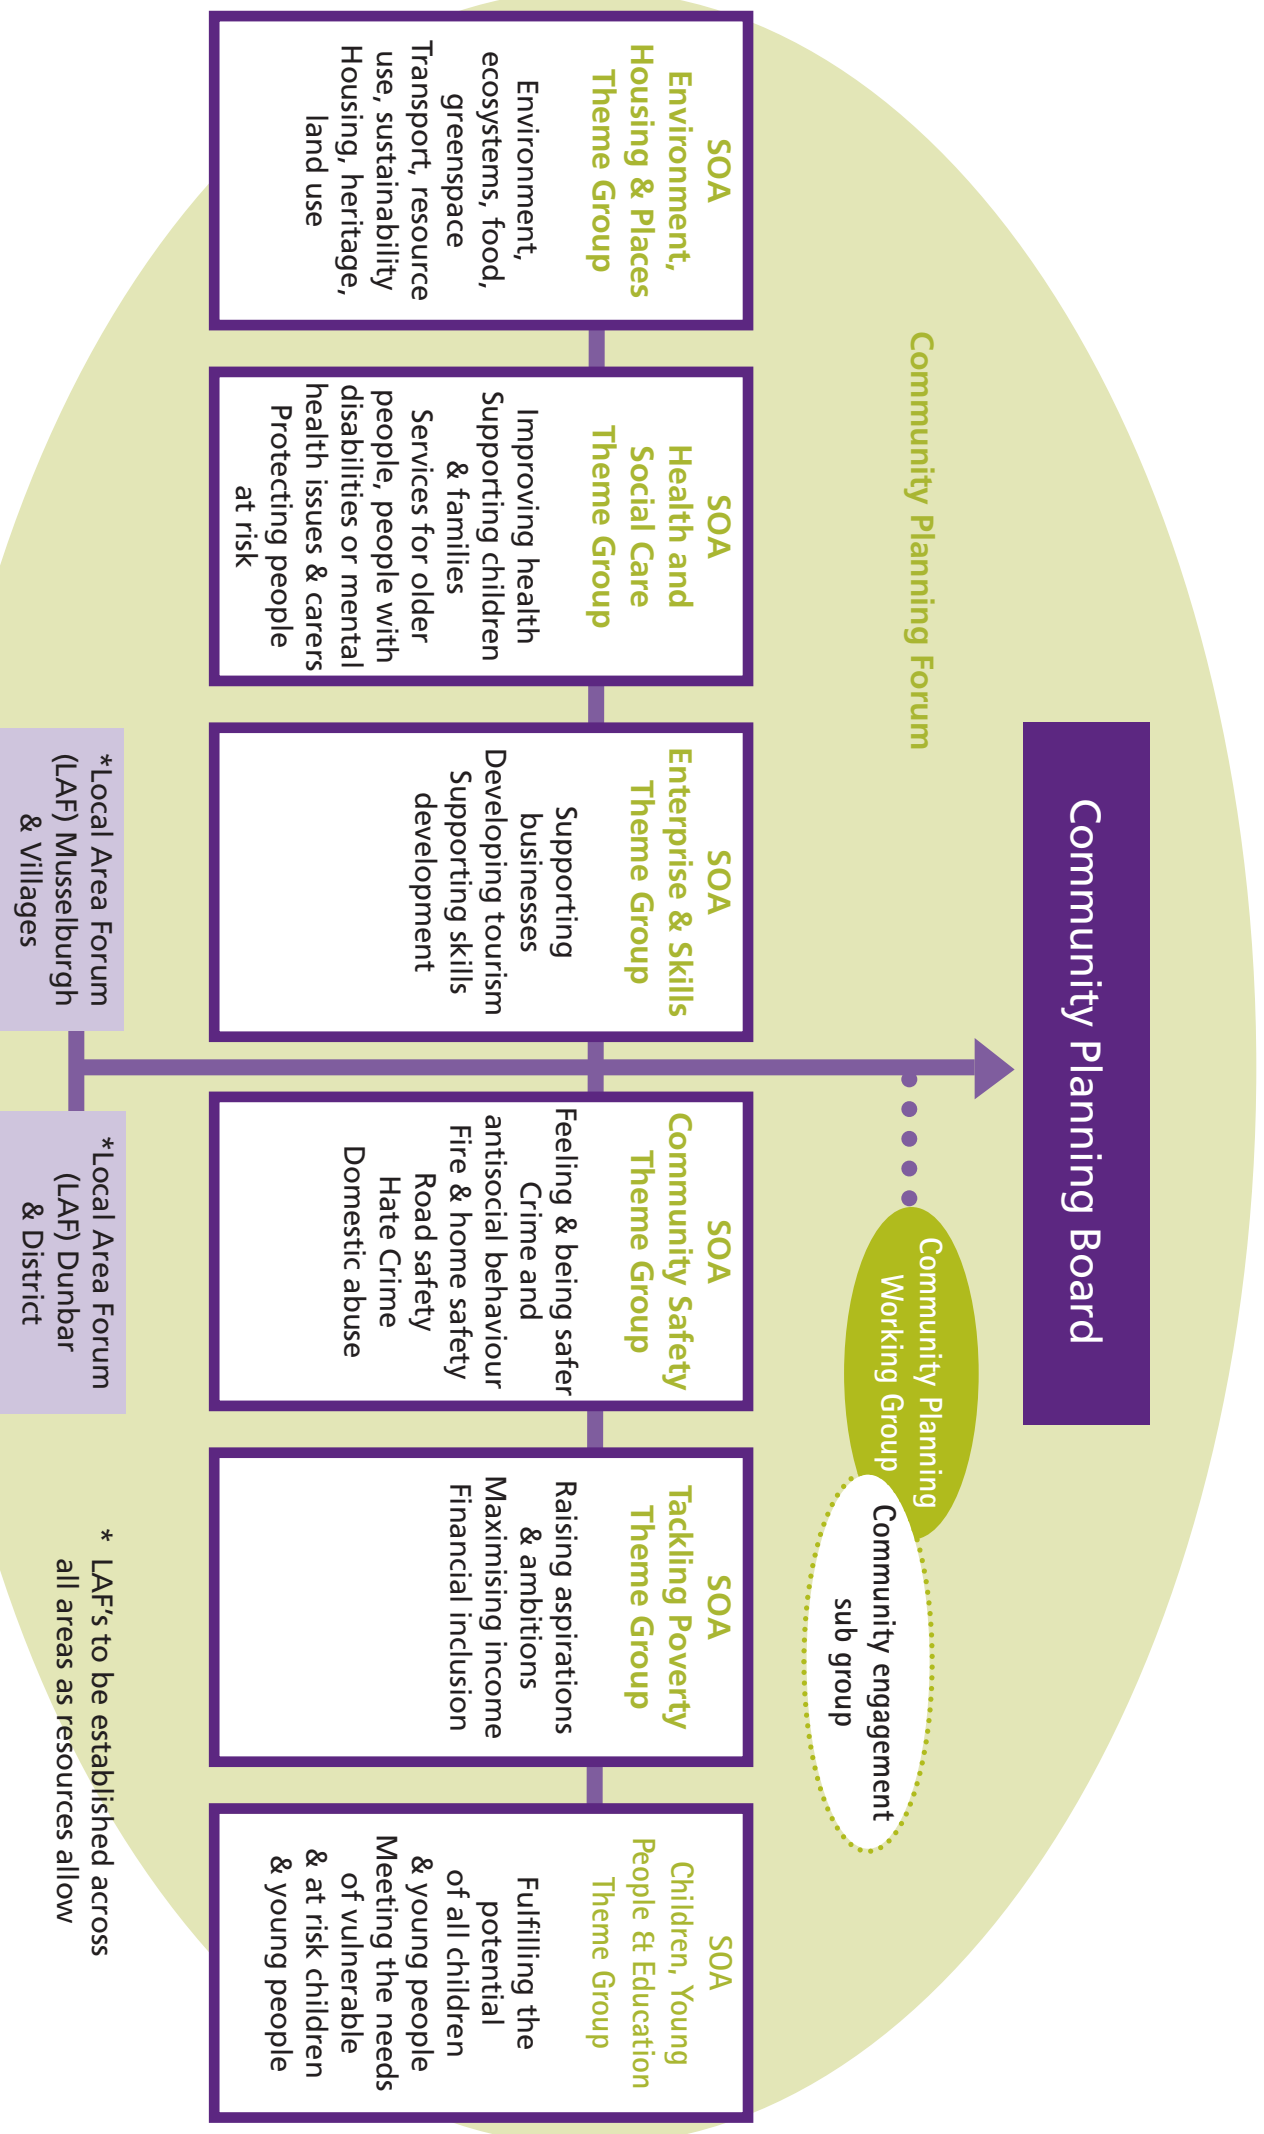 Community Planning Board
Community Planning Forum
Community Planning
Working Group
Community engagement
sub group
SOA
Environment,
Housing & Places
Theme Group
Environment,
ecosystems, food,
greenspace
Transport, resource
use, sustainability
Housing, heritage,
land use
SOA
Health and
Social Care
Theme Group
Improving health
Supporting children
& families
Services for older
people, people with
disabilities or mental
health issues & carers
Protecting people
at risk
SOA
Enterprise & Skills
Theme Group
Supporting
businesses
Developing tourism
Supporting skills
development
SOA
Community Safety
Theme Group
Feeling & being safer
Crime and
antisocial behaviour
Fire & home safety
Road safety
Hate Crime
Domestic abuse
SOA
Tackling Poverty
Theme Group
Raising aspirations
& ambitions
Maximising income
Financial inclusion
SOA
Children, Young
People & Education
Theme Group
Fulfilling the
potential
of all children
& young people
Meeting the needs
of vulnerable
& at risk children
& young people
*Local Area Forum
(LAF) Musselburgh
& Villages
*Local Area Forum
(LAF) Dunbar
& District
* LAF's to be established across
all areas as resources allow